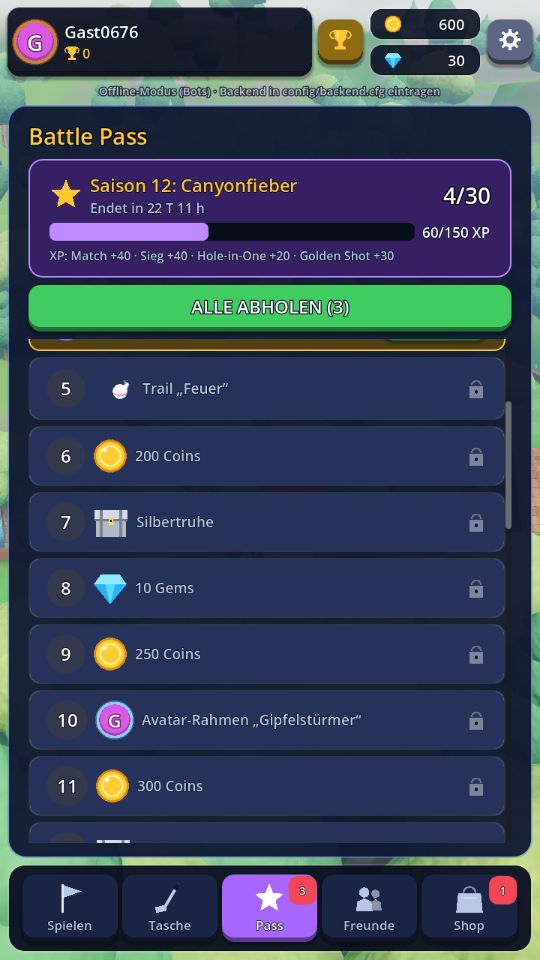 G
Gast0676
0
600
30
Offline-Modus (Bots) · Backend in config/backend.cfg eintragen
Battle Pass
Saison 12: Canyonfieber
Endet in 22 T 11 h
4/30
60/150 XP
XP: Match +40 · Sieg +40 · Hole-in-One +20 · Golden Shot +30
ALLE ABHOLEN (3)
5 Trail „Feuer“
6 200 Coins
7 Silbertruhe
8 10 Gems
9 250 Coins
10 G Avatar-Rahmen „Gipfelstürmer“
11 300 Coins
3
1
Spielen
Tasche
Pass
Freunde
Shop